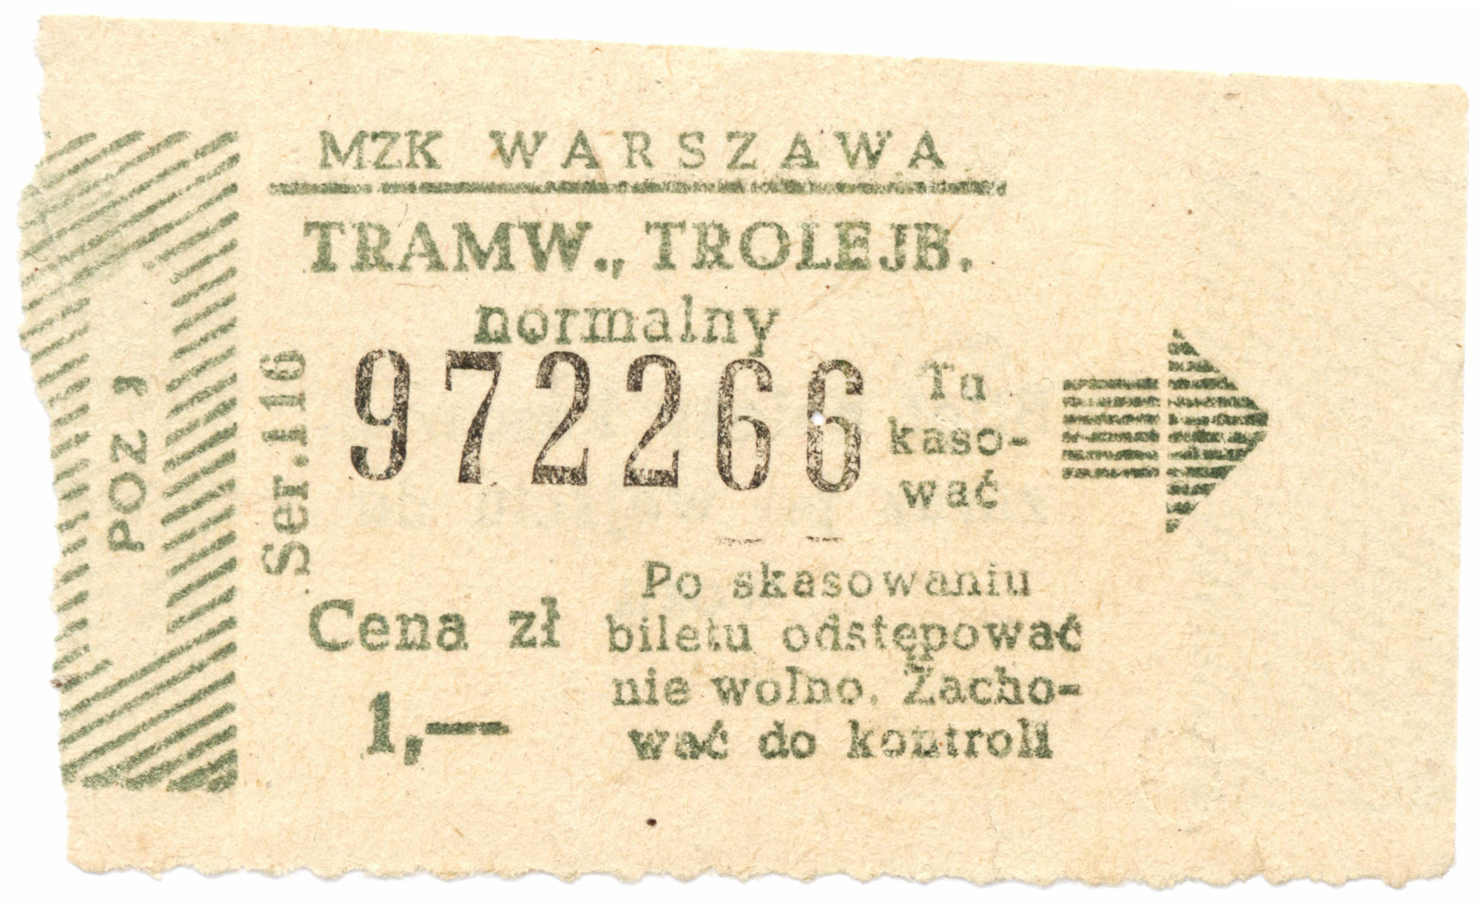 MZK WARSZAWA
TRAMW., TROLEJB.
normalny
972266
Tu
kaso-
wać
Ser.116
POZ J
Cena zł
1,—
Po skasowaniu
biletu odstępować
nie wolno. Zacho-
wać do kontroli